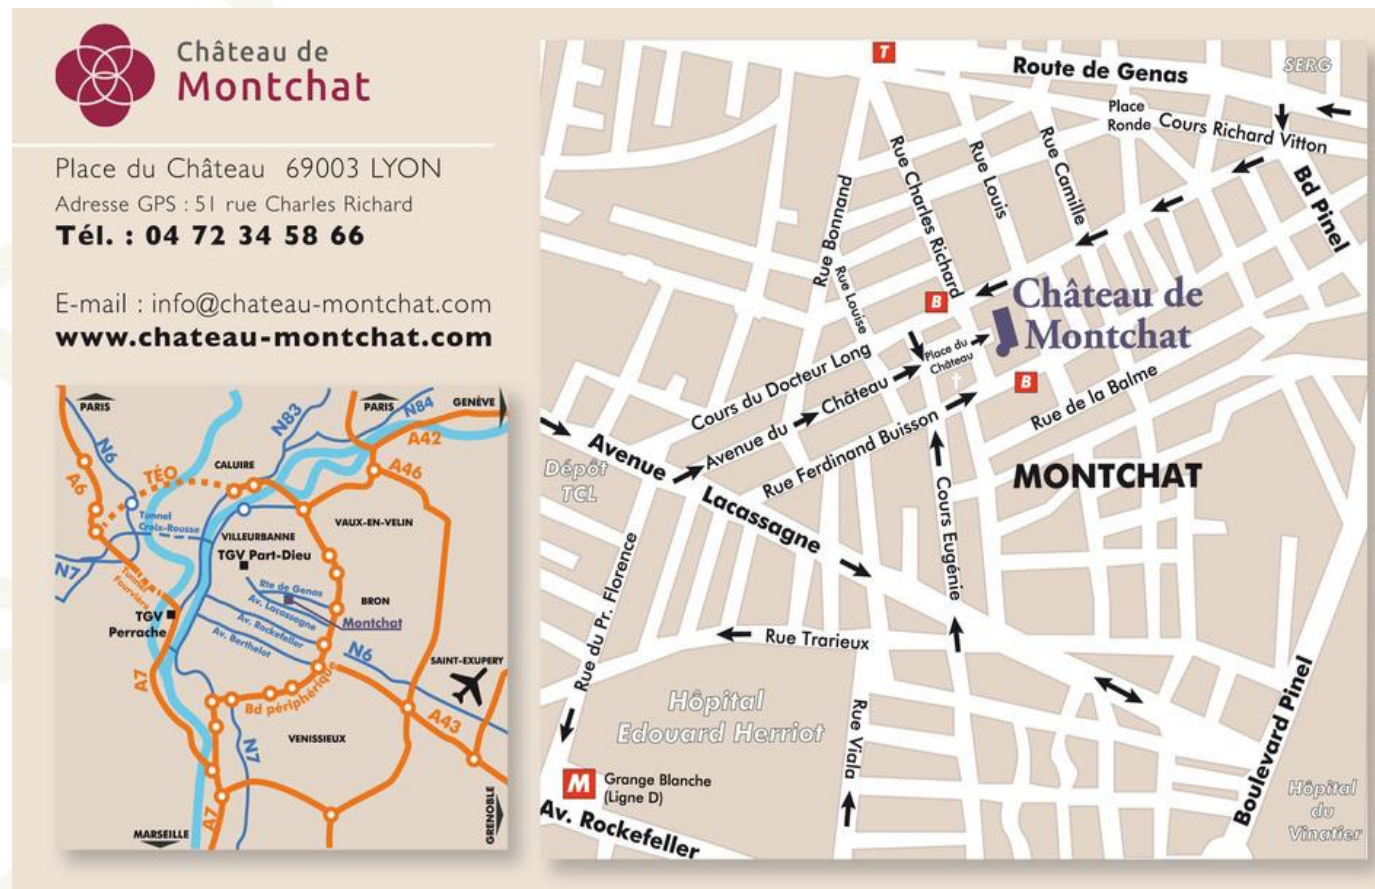 Château de
Montchat
Place du Château 69003 LYON
Adresse GPS : 51 rue Charles Richard
Tél. : 04 72 34 58 66
E-mail : info@chateau-montchat.com
www.chateau-montchat.com
PARIS
PARIS
GENÈVE
N6
N83
N84
A42
A6
TÉO
CALUIRE
A46
Tunnel
Croix-Rousse
VAUX-EN-VELIN
VILLEURBANNE
TGV Part-Dieu
N7
Tunnel
Fourvière
Rte de Genas
BRON
Av. Lacassagne
TGV
Perrache
Montchat
Av. Rockefeller
Av. Berthelot
N6
SAINT-EXUPERY
A7
Bd périphérique
A43
N7
VENISSIEUX
A7
MARSEILLE
GRENOBLE
T
Route de Genas
SERG
Place
Ronde
Cours Richard Vitton
Rue Charles Richard
Rue Louis
Rue Camille
Bd Pinel
Rue Bonnand
Rue Louise
B
Château de
Montchat
Place du
Château
B
Cours du Docteur Long
Avenue du Château
Rue Ferdinand Buisson
Rue de la Balme
Avenue Lacassagne
Dépôt
TCL
MONTCHAT
Cours Eugénie
Rue du Pr. Florence
Rue Trarieux
Hôpital
Edouard Herriot
Rue Viala
Boulevard Pinel
M
Grange Blanche
(Ligne D)
Av. Rockefeller
Hôpital
du
Vinatier